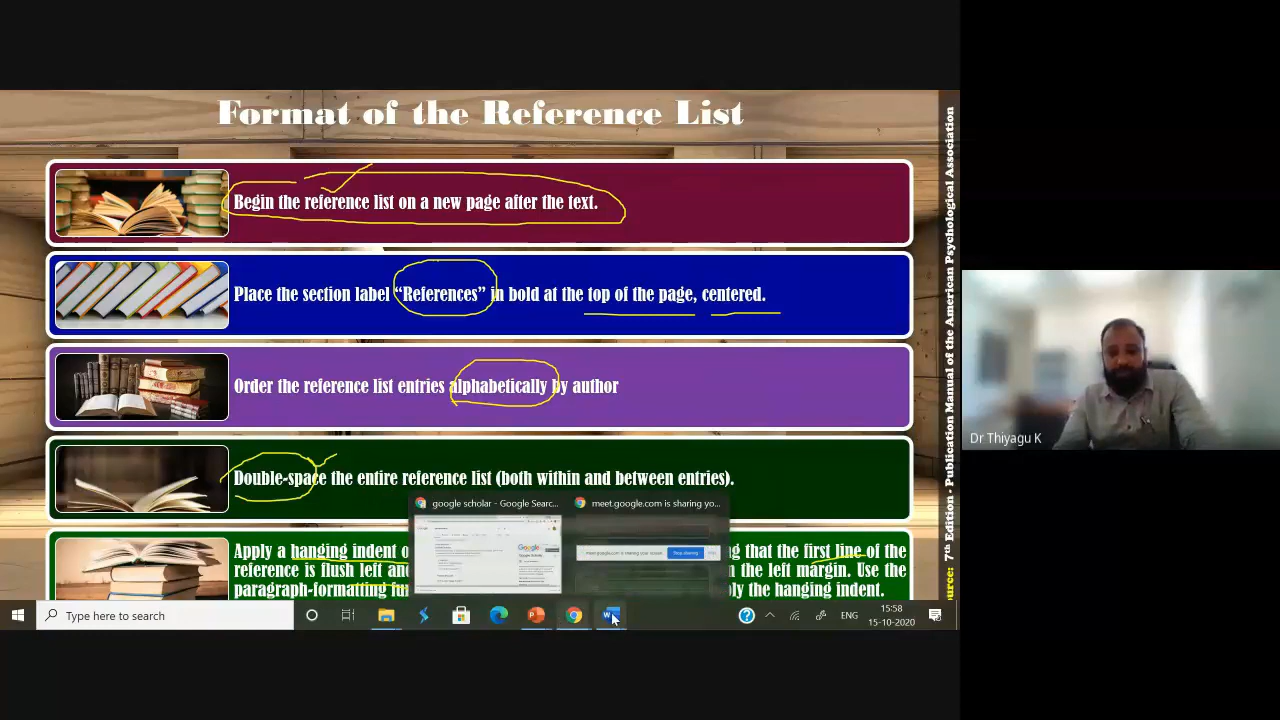 Format of the Reference List
Begin the reference list on a new page after the text.
Place the section label “References” in bold at the top of the page, centered.
Order the reference list entries alphabetically by author
Double-space the entire reference list (both within and between entries).
Apply a hanging indent
that the first line of the
reference is flush left and
the left margin. Use the
paragraph-formatting
the hanging indent.
7th Edition - Publication Manual of the American Psychological Association
Dr Thiyagu K
google scholar - Google Searc...
meet.google.com is sharing yo...
Stop sharing
Type here to search
ENG
15:58
15-10-2020